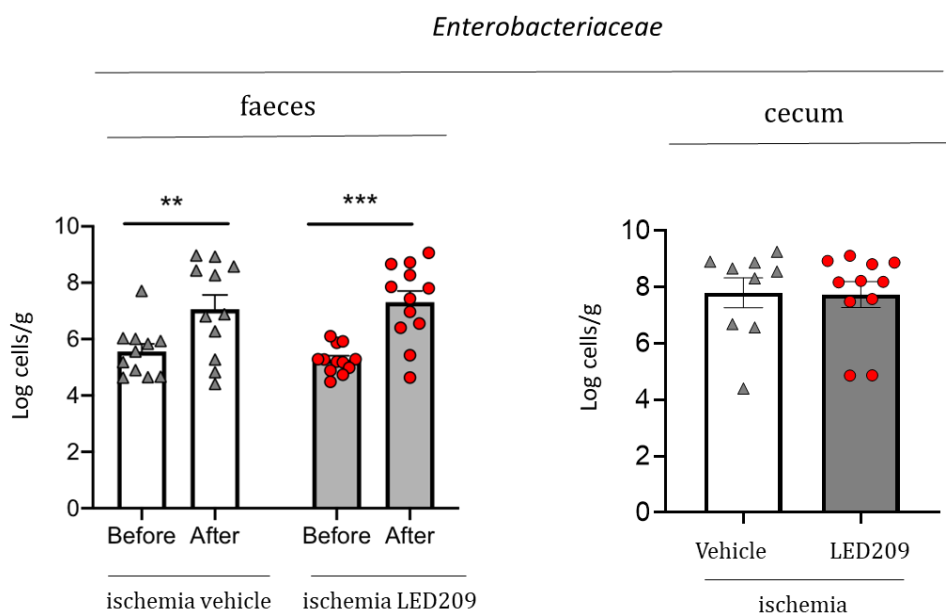 Enterobacteriaceae
faeces
cecum
**
***
Log cells/g
10
8
6
4
2
0
Before After Before After
ischemia vehicle ischemia LED209
Log cells/g
10
8
6
4
2
0
Vehicle LED209
ischemia